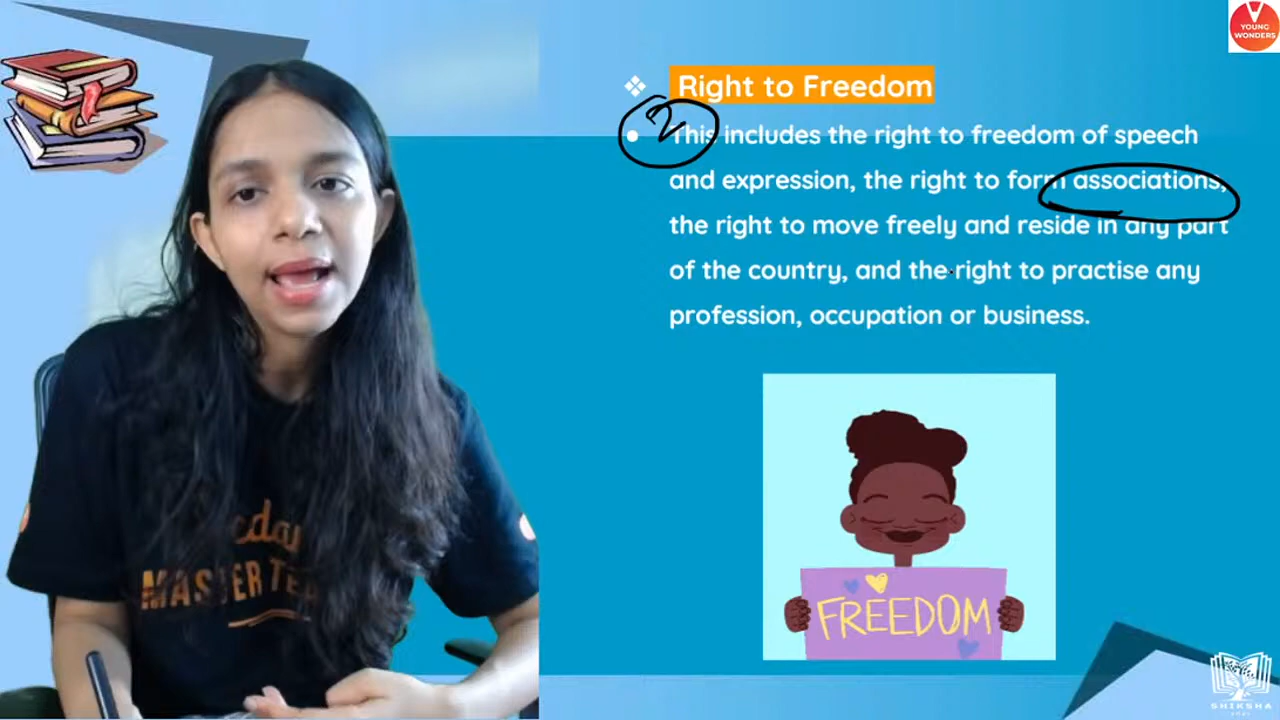 YOUNG
WONDERS
Right to Freedom
2
This includes the right to freedom of speech
and expression, the right to form associations,
the right to move freely and reside in any part
of the country, and the right to practise any
profession, occupation or business.
MASTER
FREEDOM
SHIKSHA